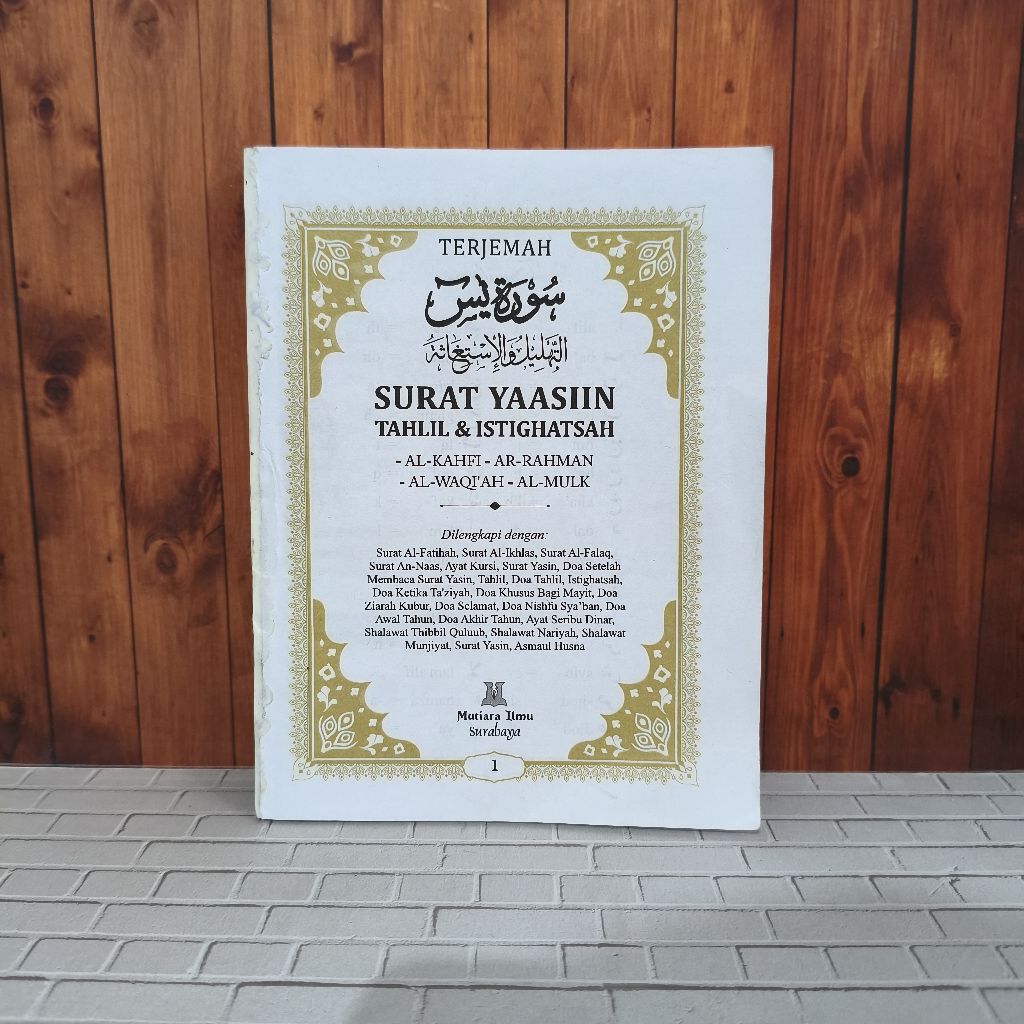 TERJEMAH
سُوْرَة يٰسٓ
التَّهْلِيْلُ وَالْإِسْتِغَاثَةُ
SURAT YAASIIN
TAHLIL & ISTIGHATSAH
- AL-KAHFI - AR-RAHMAN
- AL-WAQI'AH - AL-MULK
Dilengkapi dengan:
Surat Al-Fatihah, Surat Al-Ikhlas, Surat Al-Falaq,
Surat An-Naas, Ayat Kursi, Surat Yasin, Doa Setelah
Membaca Surat Yasin, Tahlil, Doa Tahlil, Istighatsah,
Doa Ketika Ta'ziyah, Doa Khusus Bagi Mayit, Doa
Ziarah Kubur, Doa Selamat, Doa Nishfu Sya'ban, Doa
Awal Tahun, Doa Akhir Tahun, Ayat Seribu Dinar,
Shalawat Thibbil Quluub, Shalawat Nariyah, Shalawat
Munjiyat, Surat Yasin, Asmaul Husna
Mutiara Ilmu
Surabaya
1